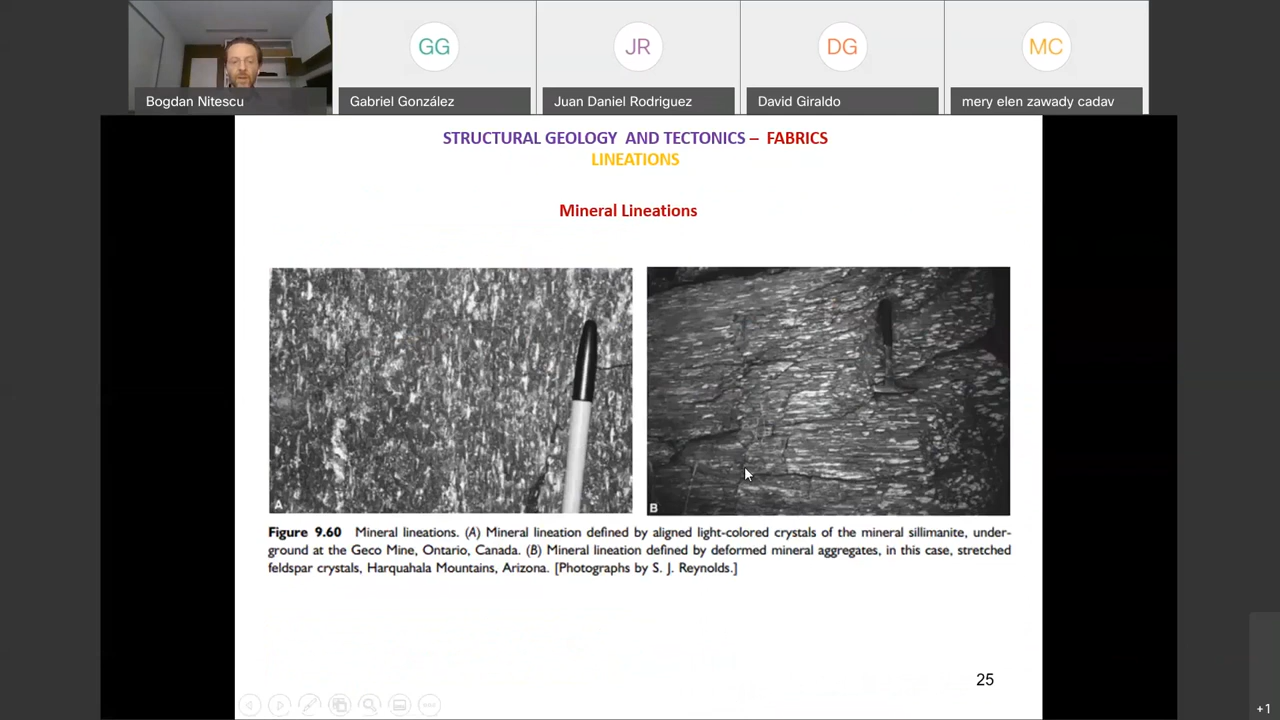 GG
JR
DG
MC
Bogdan Nitescu
Gabriel González
Juan Daniel Rodriguez
David Giraldo
mery elen zawady cadav
STRUCTURAL GEOLOGY AND TECTONICS – FABRICS
LINEATIONS
Mineral Lineations
A
B
Figure 9.60 Mineral lineations. (A) Mineral lineation defined by aligned light-colored crystals of the mineral sillimanite, under-
ground at the Geco Mine, Ontario, Canada. (B) Mineral lineation defined by deformed mineral aggregates, in this case, stretched
feldspar crystals, Harquahala Mountains, Arizona. [Photographs by S. J. Reynolds.]
25
+1